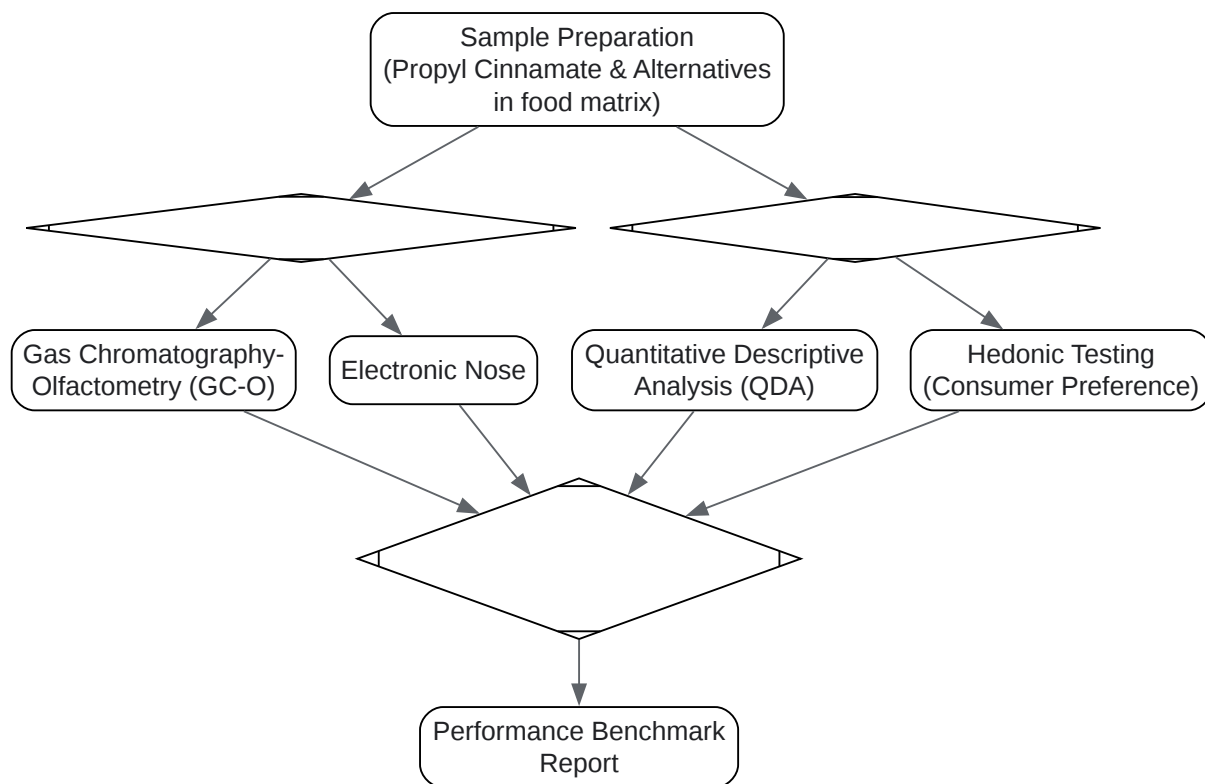 Sample Preparation
(Propyl Cinnamate & Alternatives
in food matrix)
Gas Chromatography-
Olfactometry (GC-O)
Electronic Nose
Quantitative Descriptive
Analysis (QDA)
Hedonic Testing
(Consumer Preference)
Performance Benchmark
Report